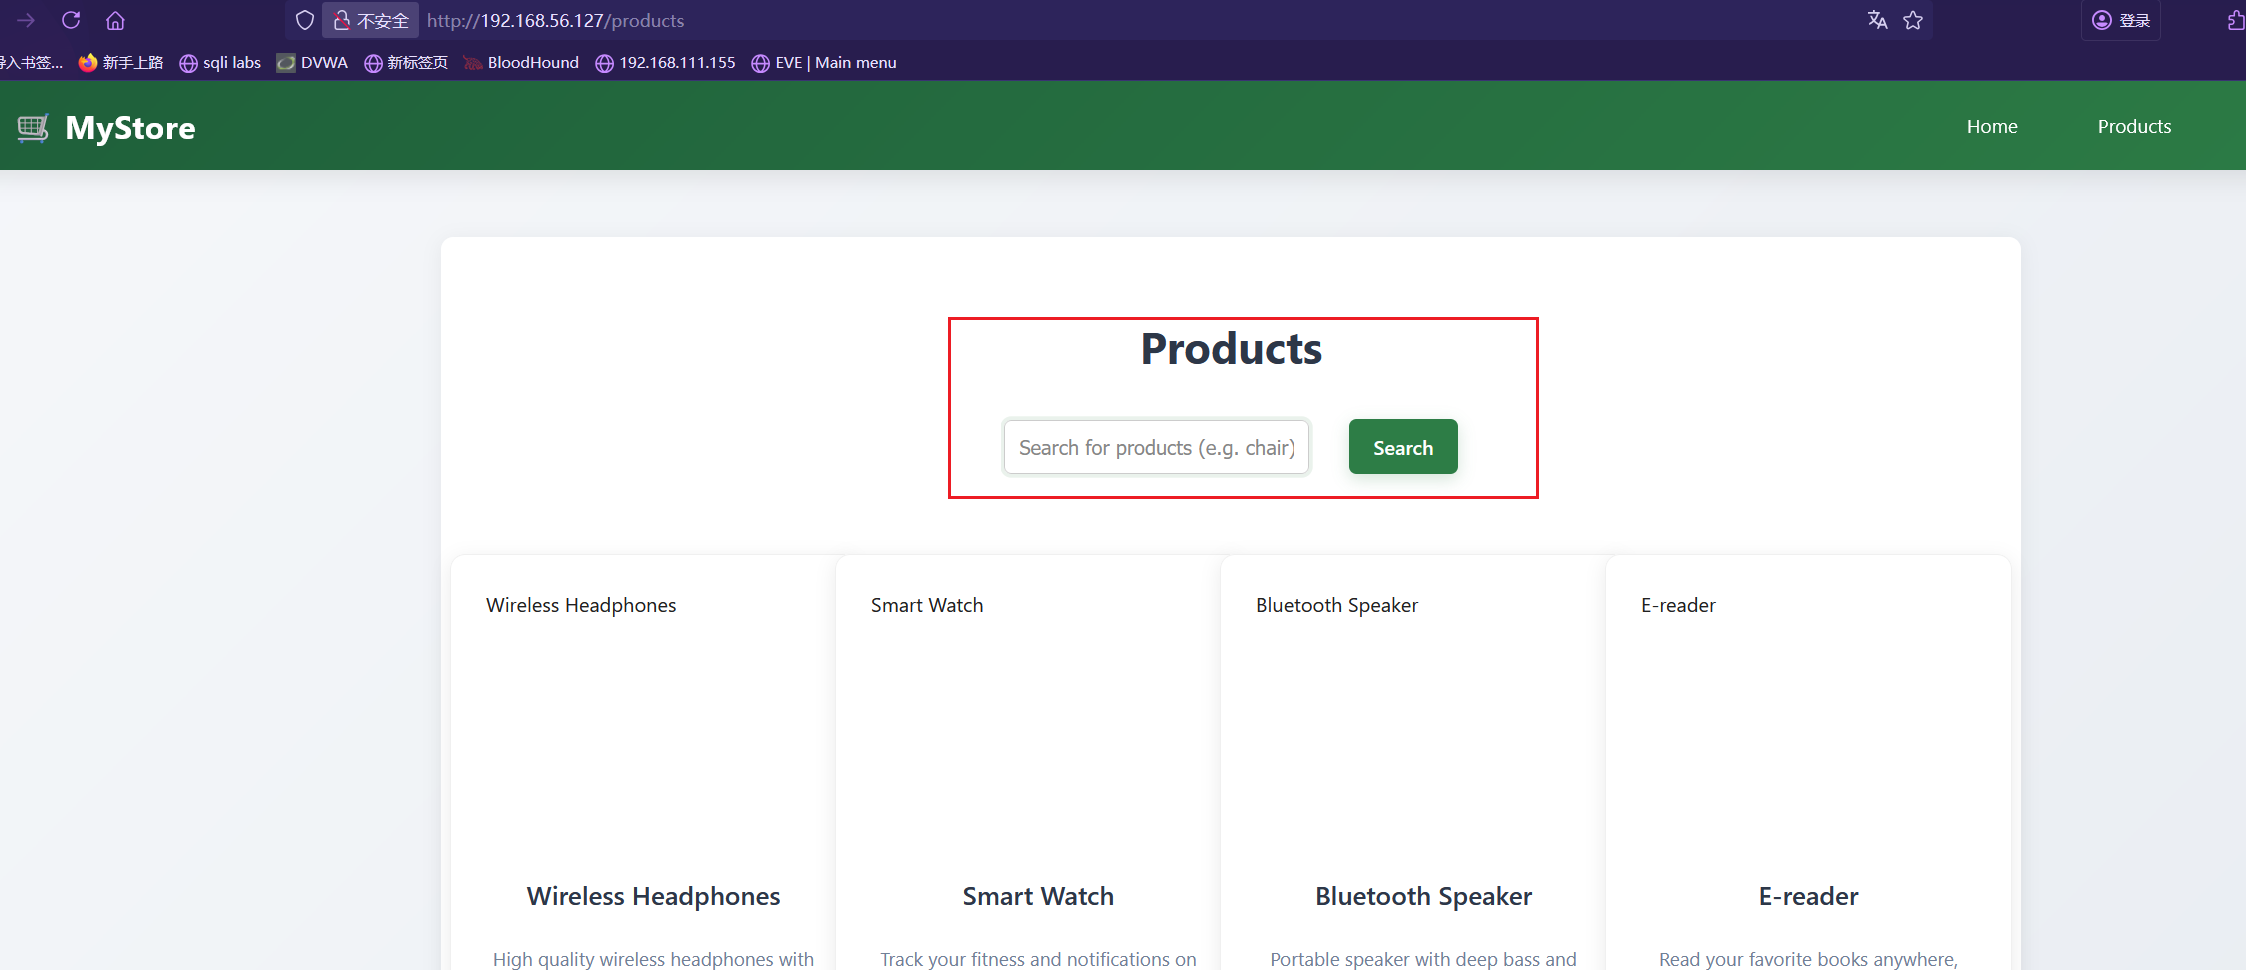 不安全 http://192.168.56.127/products 登录
导入书签... 新手上路 sqli labs DVWA 新标签页 BloodHound 192.168.111.155 EVE | Main menu
MyStore Home Products
Products
Search for products (e.g. chair) Search
Wireless Headphones Smart Watch Bluetooth Speaker E-reader
Wireless Headphones Smart Watch Bluetooth Speaker E-reader
High quality wireless headphones with Track your fitness and notifications on Portable speaker with deep bass and Read your favorite books anywhere,